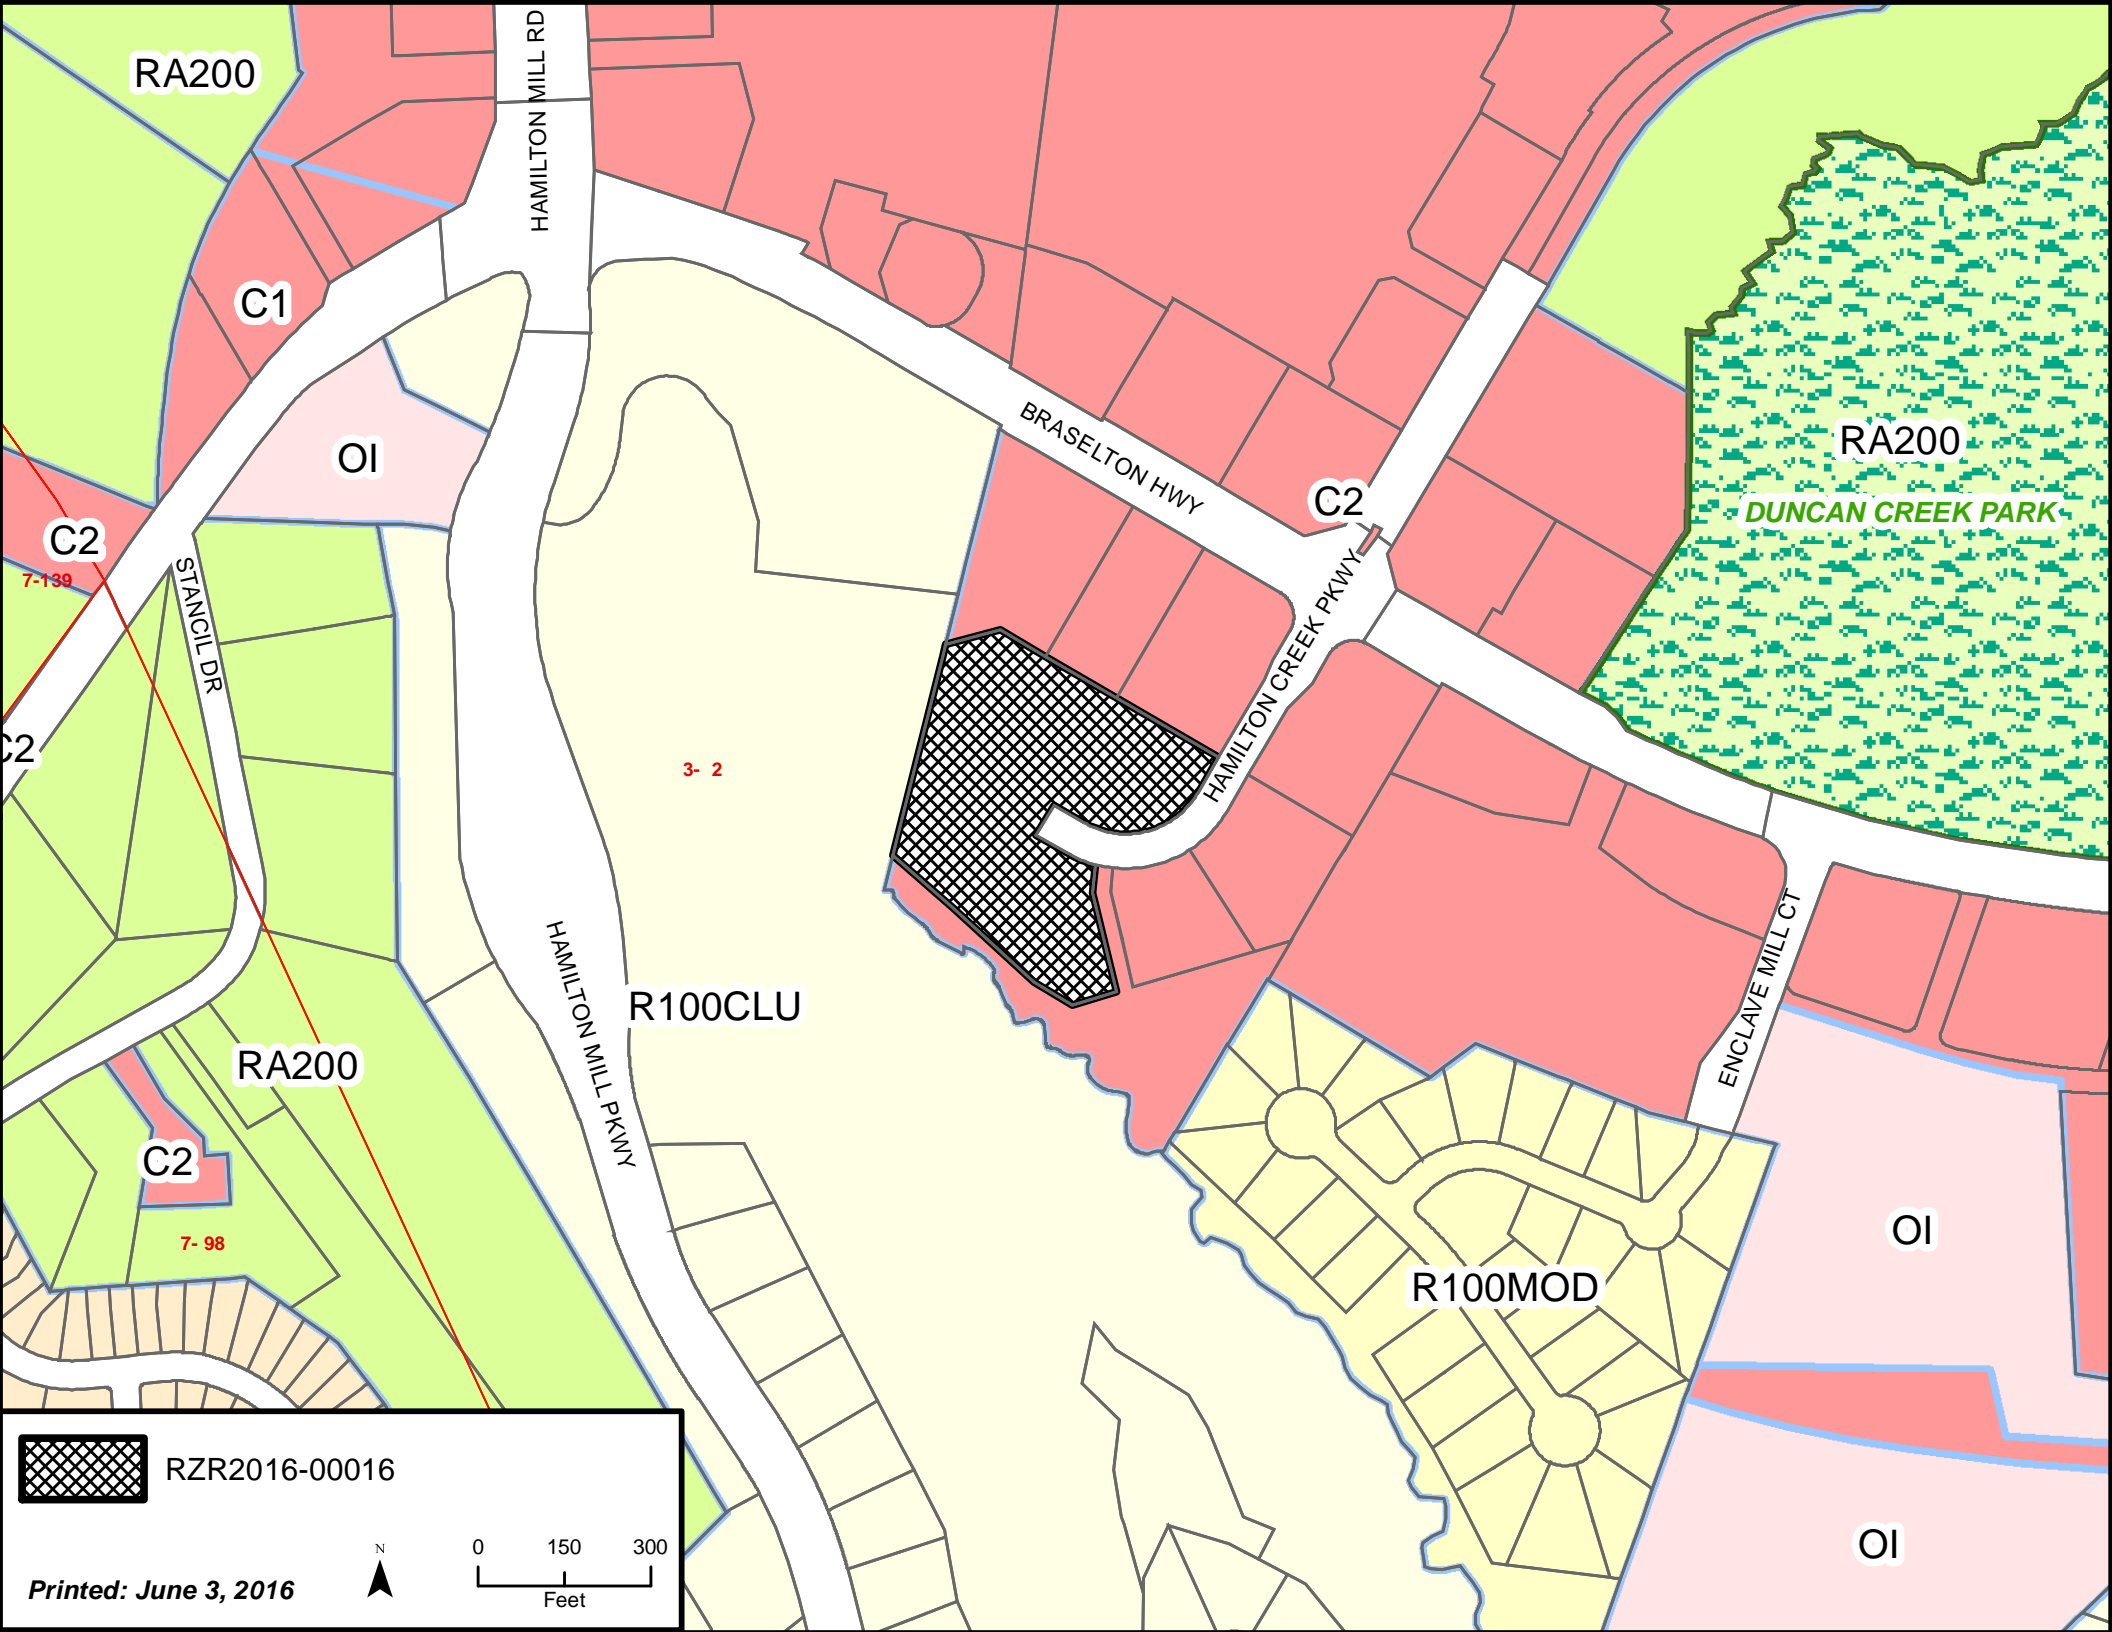 RA200
HAMILTON MILL RD
C1
OI
BRASELTON HWY
C2
RA200
DUNCAN CREEK PARK
C2
7-139
STANCIL DR
HAMILTON CREEK PKWY
C2
3- 2
HAMILTON MILL PKWY
R100CLU
ENCLAVE MILL CT
RA200
C2
7- 98
OI
R100MOD
OI
RZR2016-00016
N
0 150 300
Feet
Printed: June 3, 2016